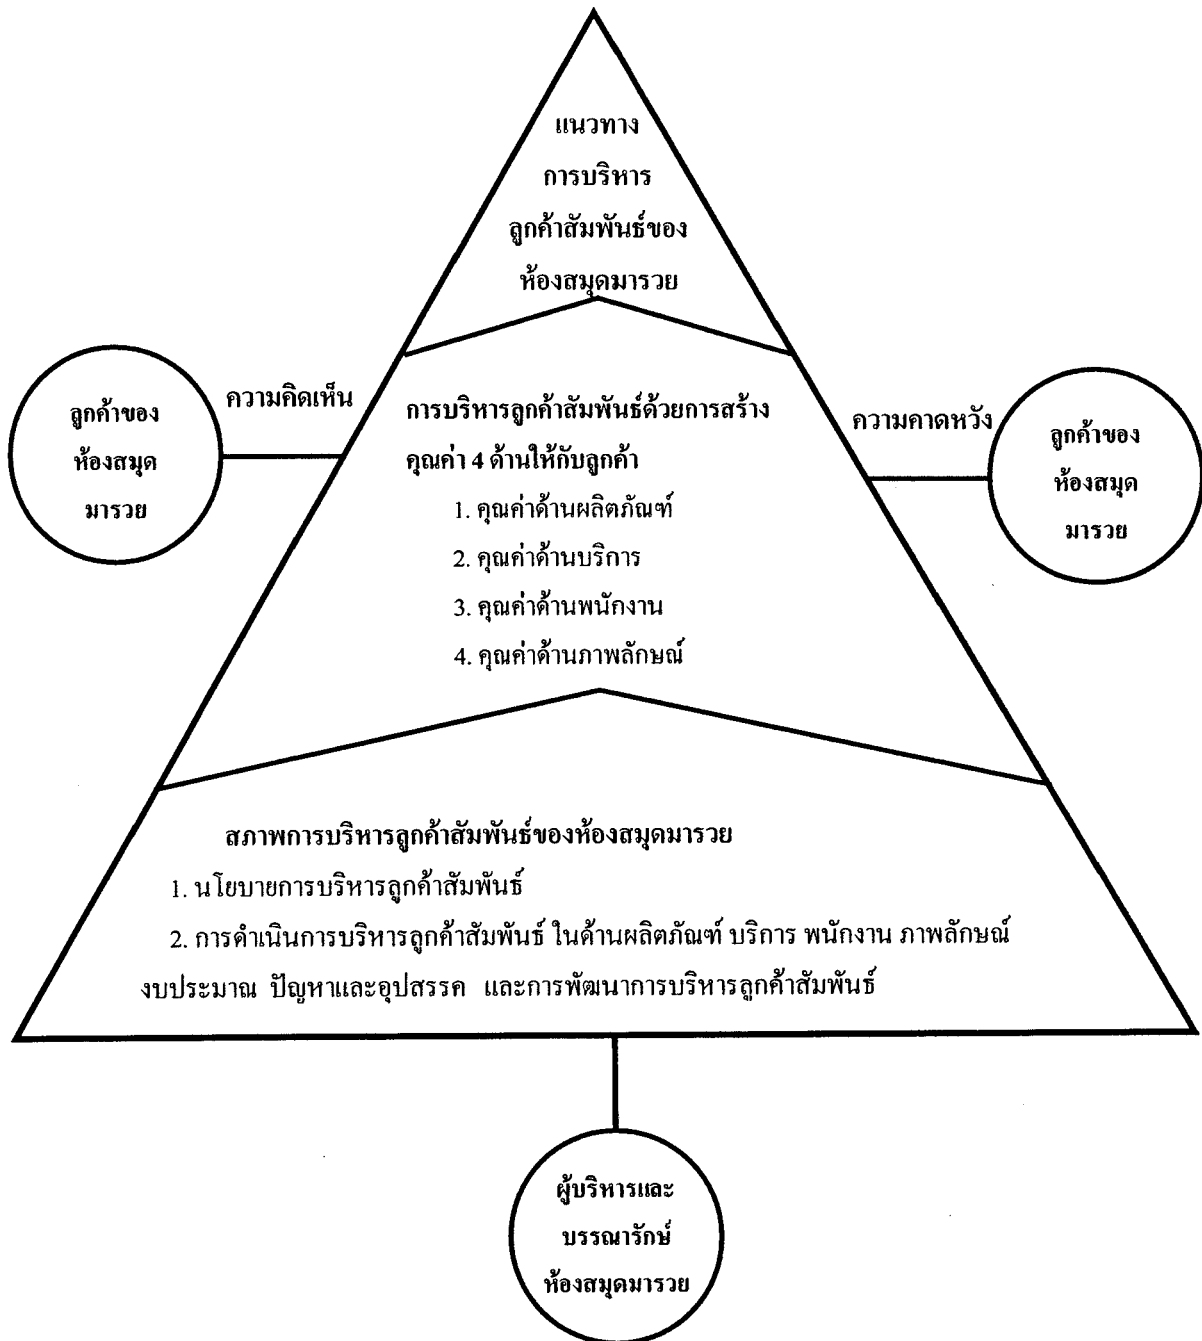 แนวทาง
การบริหาร
ลูกค้าสัมพันธ์ของ
ห้องสมุดมารวย
ลูกค้าของ
ห้องสมุด
มารวย
ความคิดเห็น
การบริหารลูกค้าสัมพันธ์ด้วยการสร้าง
คุณค่า 4 ด้านให้กับลูกค้า
1. คุณค่าด้านผลิตภัณฑ์
2. คุณค่าด้านบริการ
3. คุณค่าด้านพนักงาน
4. คุณค่าด้านภาพลักษณ์
ความคาดหวัง
ลูกค้าของ
ห้องสมุด
มารวย
สภาพการบริหารลูกค้าสัมพันธ์ของห้องสมุดมารวย
1. นโยบายการบริหารลูกค้าสัมพันธ์
2. การดำเนินการบริหารลูกค้าสัมพันธ์ ในด้านผลิตภัณฑ์ บริการ พนักงาน ภาพลักษณ์
งบประมาณ ปัญหาและอุปสรรค และการพัฒนาการบริหารลูกค้าสัมพันธ์
ผู้บริหารและ
บรรณารักษ์
ห้องสมุดมารวย